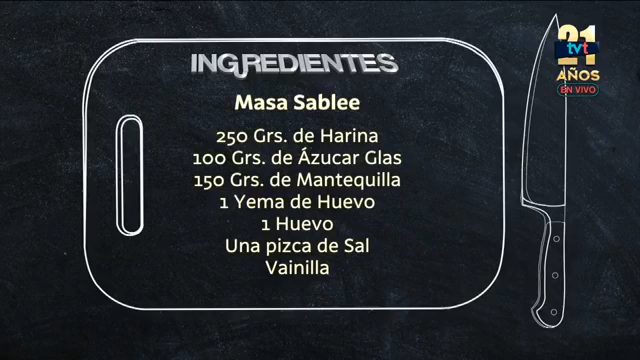 INGREDIENTES
Masa Sablee
250 Grs. de Harina
100 Grs. de Ázucar Glas
150 Grs. de Mantequilla
1 Yema de Huevo
1 Huevo
Una pizca de Sal
Vainilla
21
tvt
AÑOS
EN VIVO